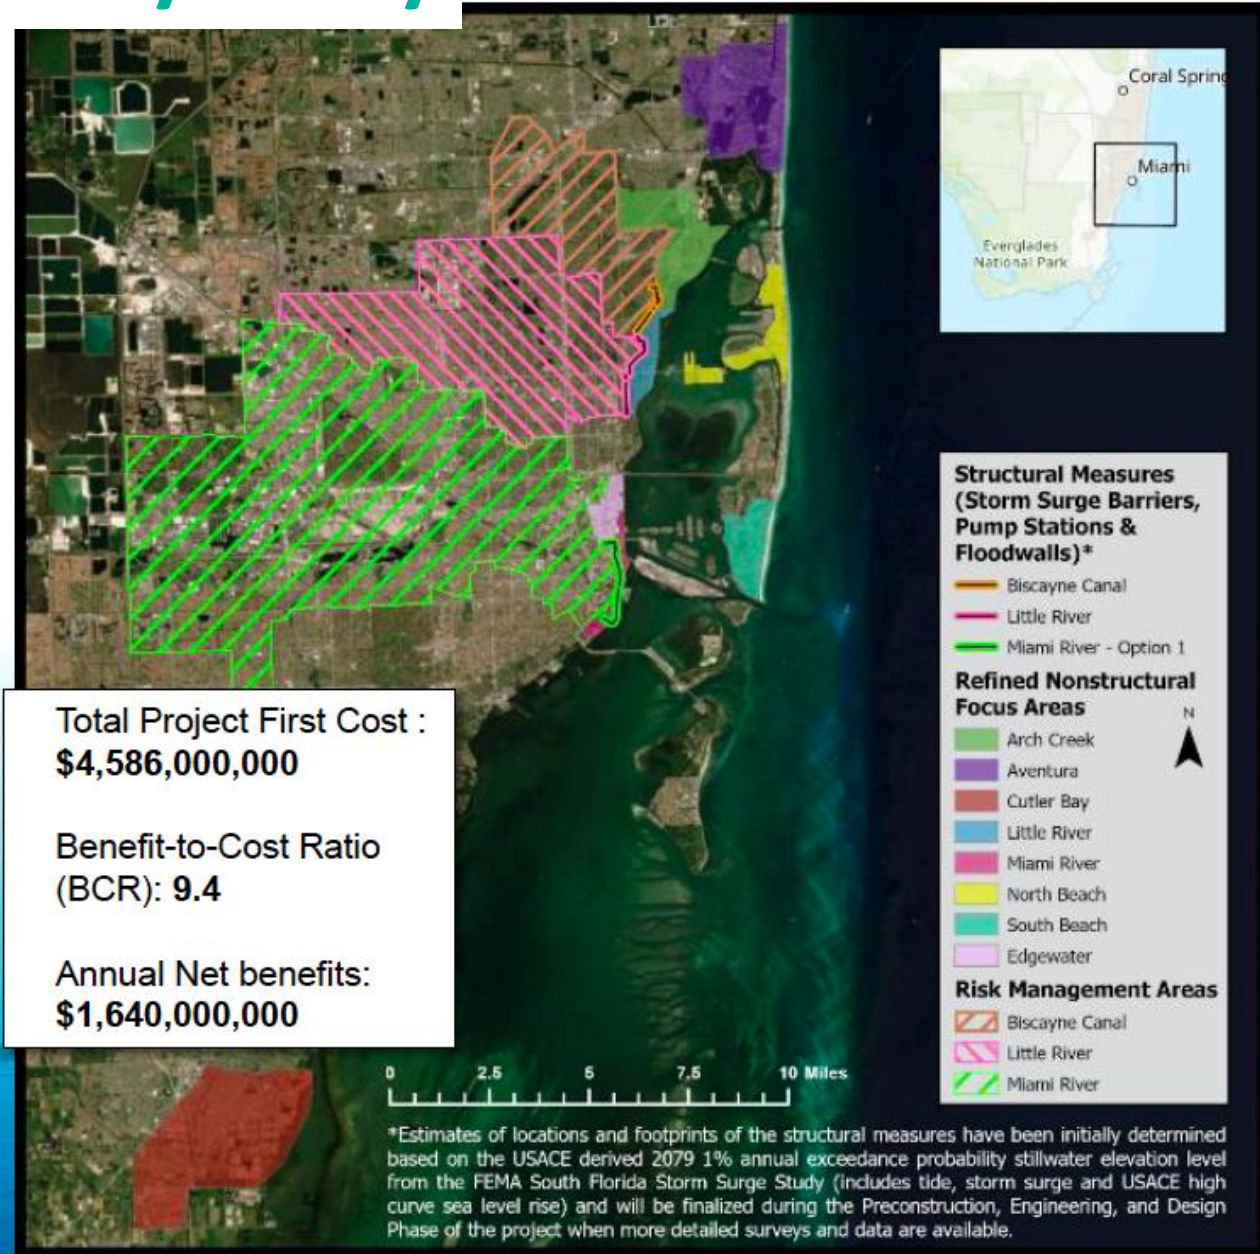 Coral Spring
Miami
Everglades
National Park
Structural Measures
(Storm Surge Barriers,
Pump Stations &
Floodwalls)*
Biscayne Canal
Little River
Miami River - Option 1
Refined Nonstructural
Focus Areas
N
Arch Creek
Aventura
Cutler Bay
Little River
Miami River
North Beach
South Beach
Edgewater
Risk Management Areas
Biscayne Canal
Little River
Miami River
Total Project First Cost :
$4,586,000,000
Benefit-to-Cost Ratio
(BCR): 9.4
Annual Net benefits:
$1,640,000,000
0 2.5 5 7.5 10 Miles
*Estimates of locations and footprints of the structural measures have been initially determined
based on the USACE derived 2079 1% annual exceedance probability stillwater elevation level
from the FEMA South Florida Storm Surge Study (includes tide, storm surge and USACE high
curve sea level rise) and will be finalized during the Preconstruction, Engineering, and Design
Phase of the project when more detailed surveys and data are available.